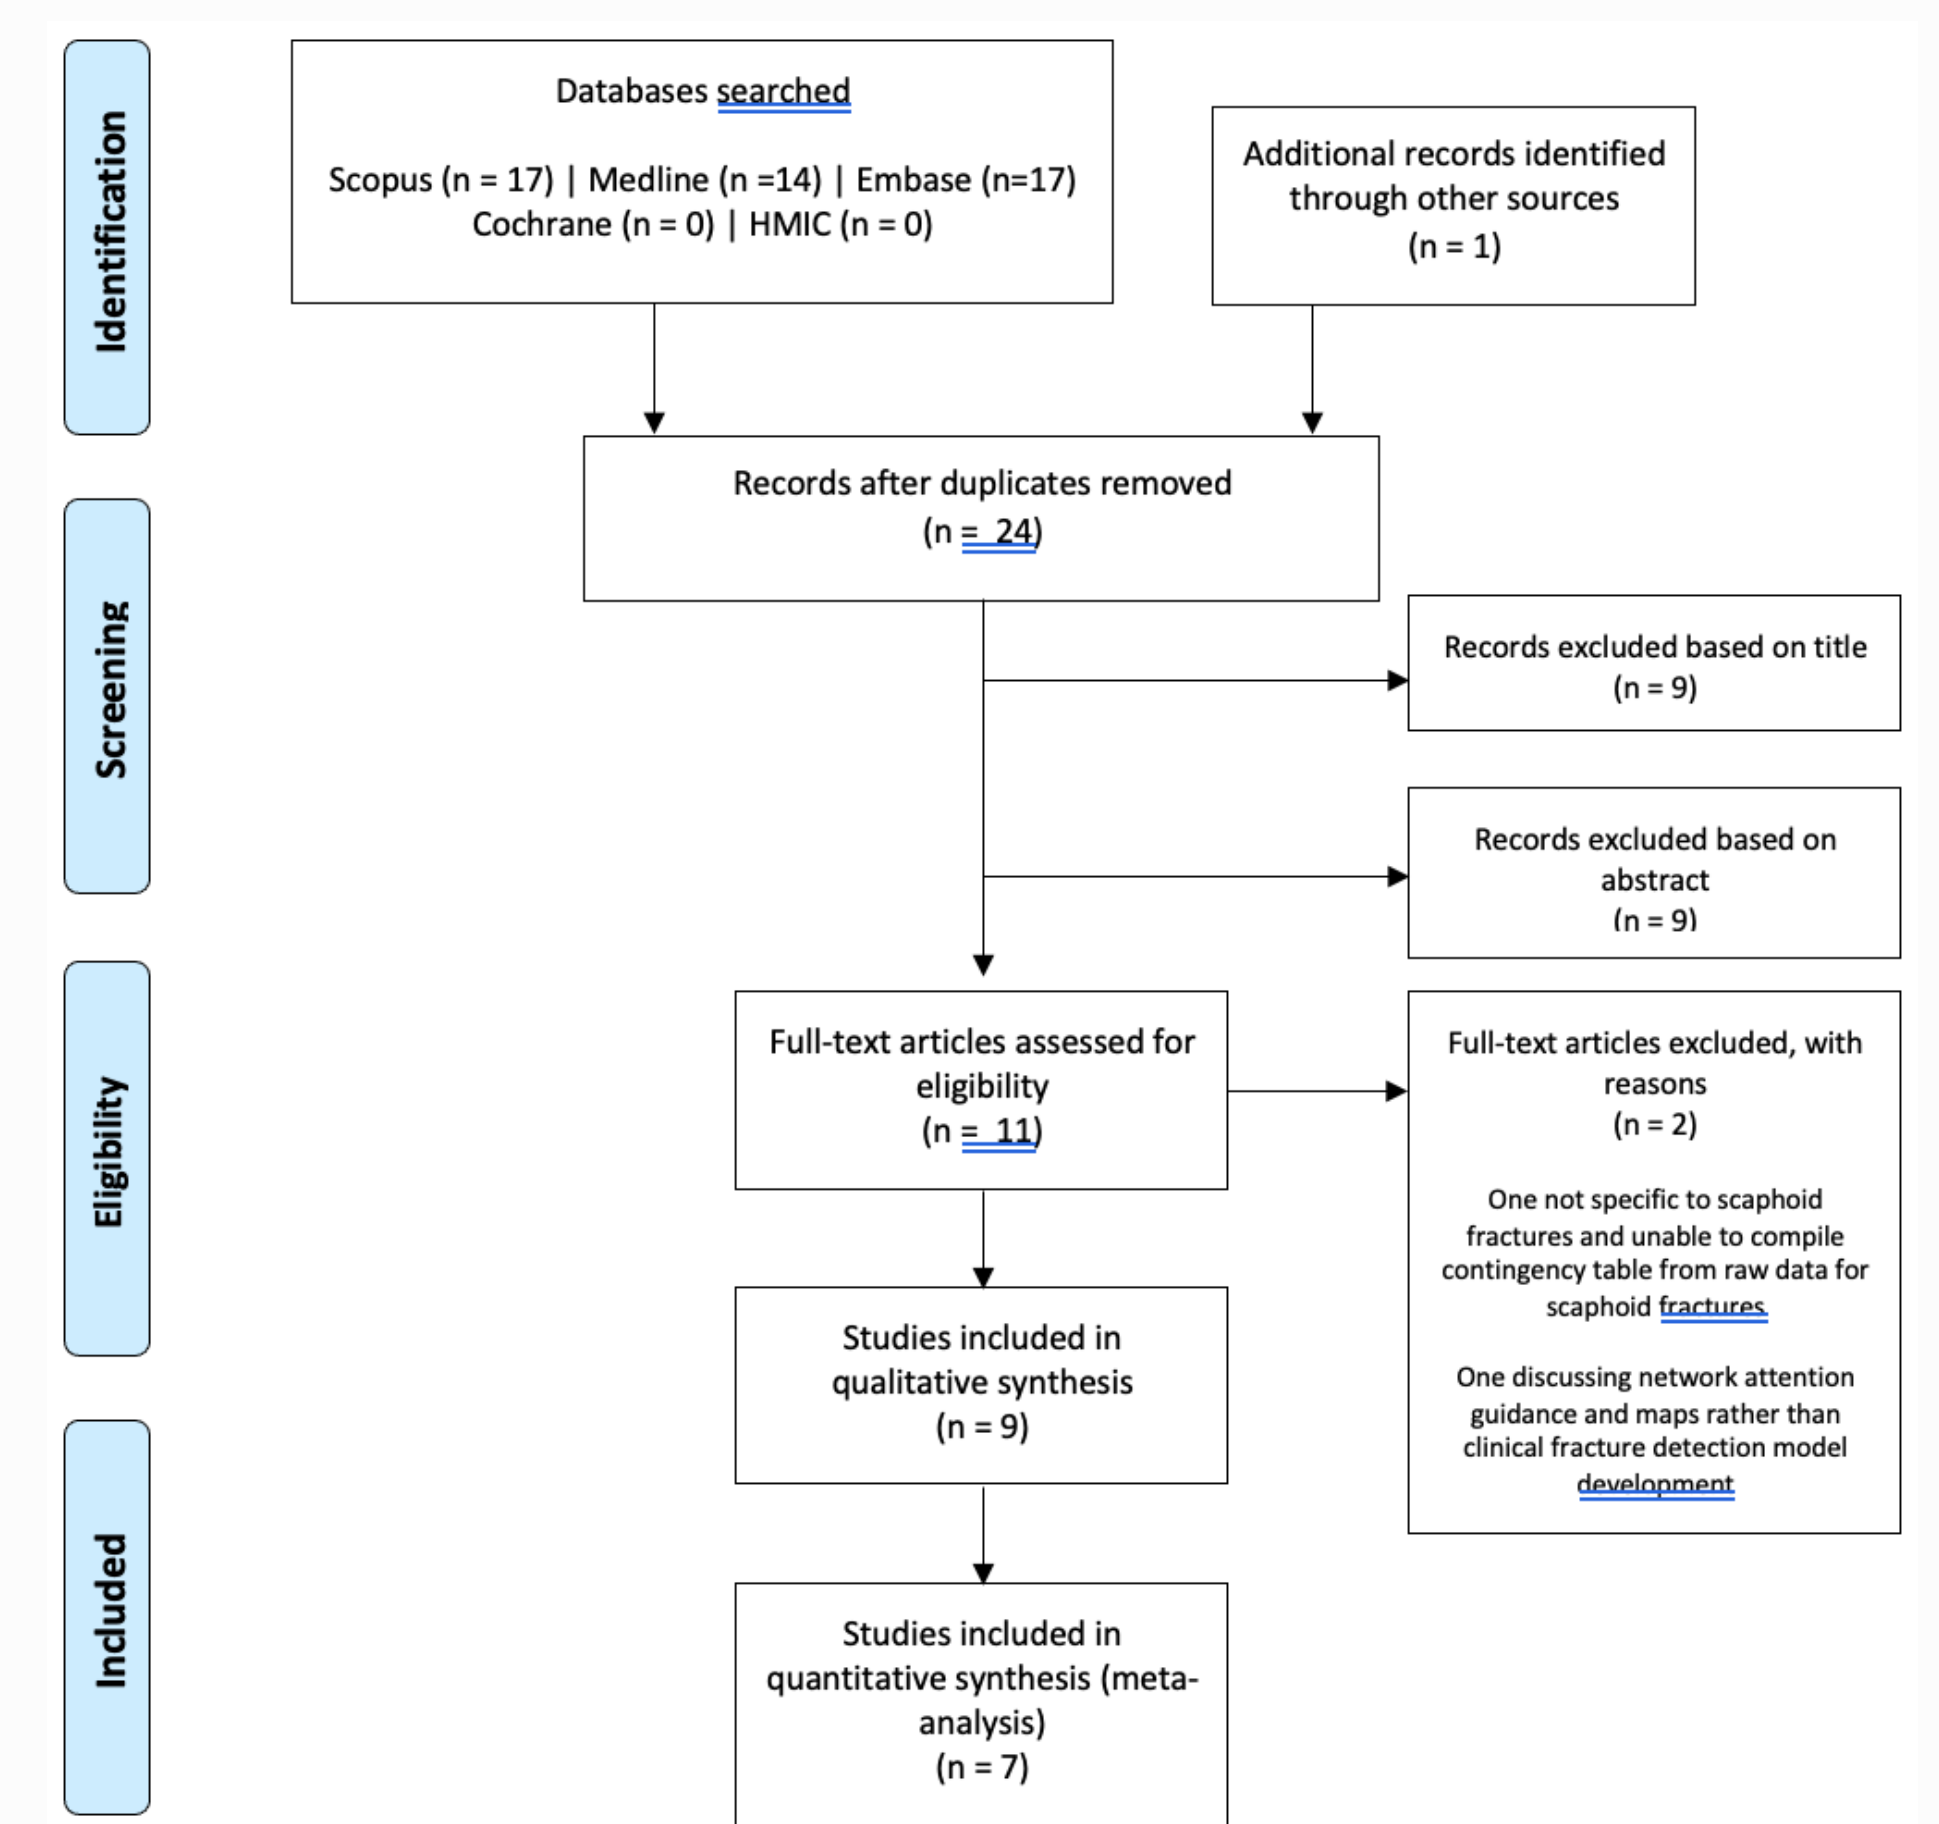 Identification
Databases searched
Scopus (n = 17) | Medline (n =14) | Embase (n=17)
Cochrane (n = 0) | HMIC (n = 0)
Additional records identified
through other sources
(n = 1)
Records after duplicates removed
(n = 24)
Screening
Records excluded based on title
(n = 9)
Records excluded based on
abstract
(n = 9)
Eligibility
Full-text articles assessed for
eligibility
(n = 11)
Full-text articles excluded, with
reasons
(n = 2)
One not specific to scaphoid
fractures and unable to compile
contingency table from raw data for
scaphoid fractures
One discussing network attention
guidance and maps rather than
clinical fracture detection model
development
Studies included in
qualitative synthesis
(n = 9)
Included
Studies included in
quantitative synthesis (meta-
analysis)
(n = 7)